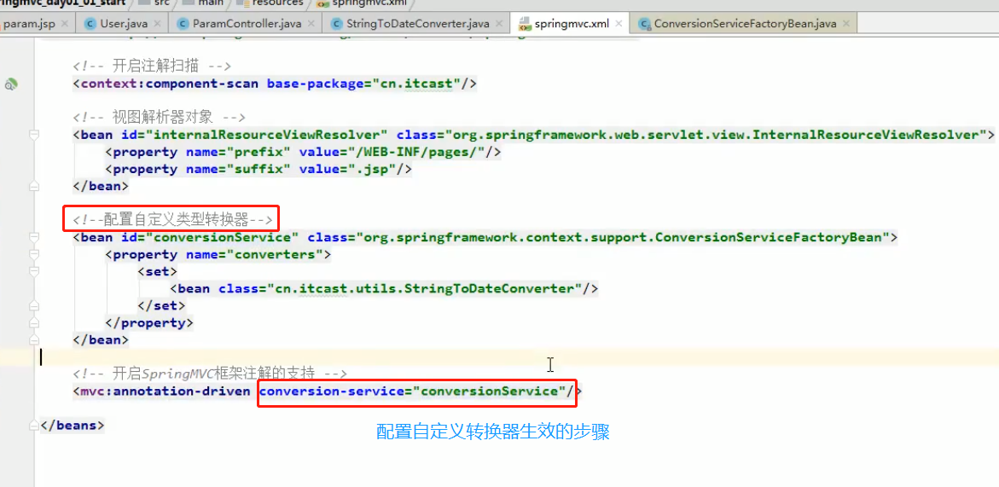 springmvc_day01_01_start src main resources springmvc.xml
param.jsp × User.java × ParamController.java × StringToDateConverter.java × springmvc.xml × ConversionServiceFactoryBean.java ×
<!-- 开启注解扫描 -->
<context:component-scan base-package="cn.itcast"/>
<!-- 视图解析器对象 -->
<bean id="internalResourceViewResolver" class="org.springframework.web.servlet.view.InternalResourceViewResolver">
<property name="prefix" value="/WEB-INF/pages/"/>
<property name="suffix" value=".jsp"/>
</bean>
<!--配置自定义类型转换器-->
<bean id="conversionService" class="org.springframework.context.support.ConversionServiceFactoryBean">
<property name="converters">
<set>
<bean class="cn.itcast.utils.StringToDateConverter"/>
</set>
</property>
</bean>
<!-- 开启SpringMVC框架注解的支持 -->
<mvc:annotation-driven conversion-service="conversionService"/>
</beans>
配置自定义转换器生效的步骤